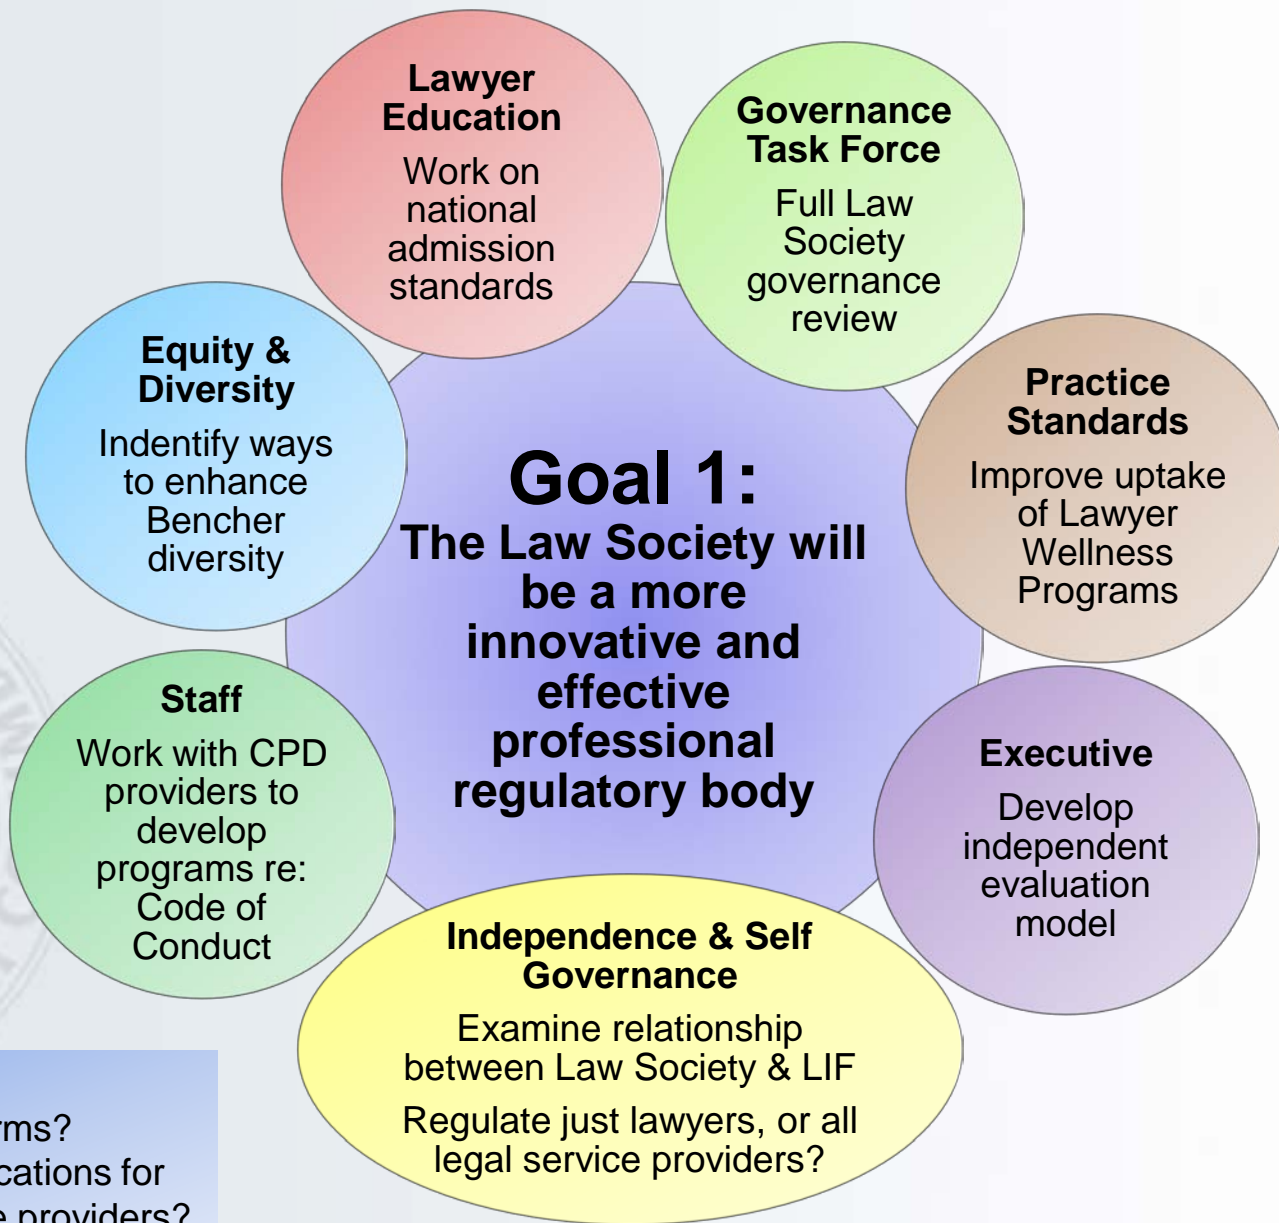 Lawyer
Education
Work on
national
admission
standards
Governance
Task Force
Full Law
Society
governance
review
Equity &
Diversity
Indentify ways
to enhance
Bencher
diversity
Practice
Standards
Improve uptake
of Lawyer
Wellness
Programs
Goal 1:
The Law Society will
be a more
innovative and
effective
professional
regulatory body
Staff
Work with CPD
providers to
develop
programs re:
Code of
Conduct
Executive
Develop
independent
evaluation
model
Independence & Self
Governance
Examine relationship
between Law Society & LIF
Regulate just lawyers, or all
legal service providers?
for
providers?